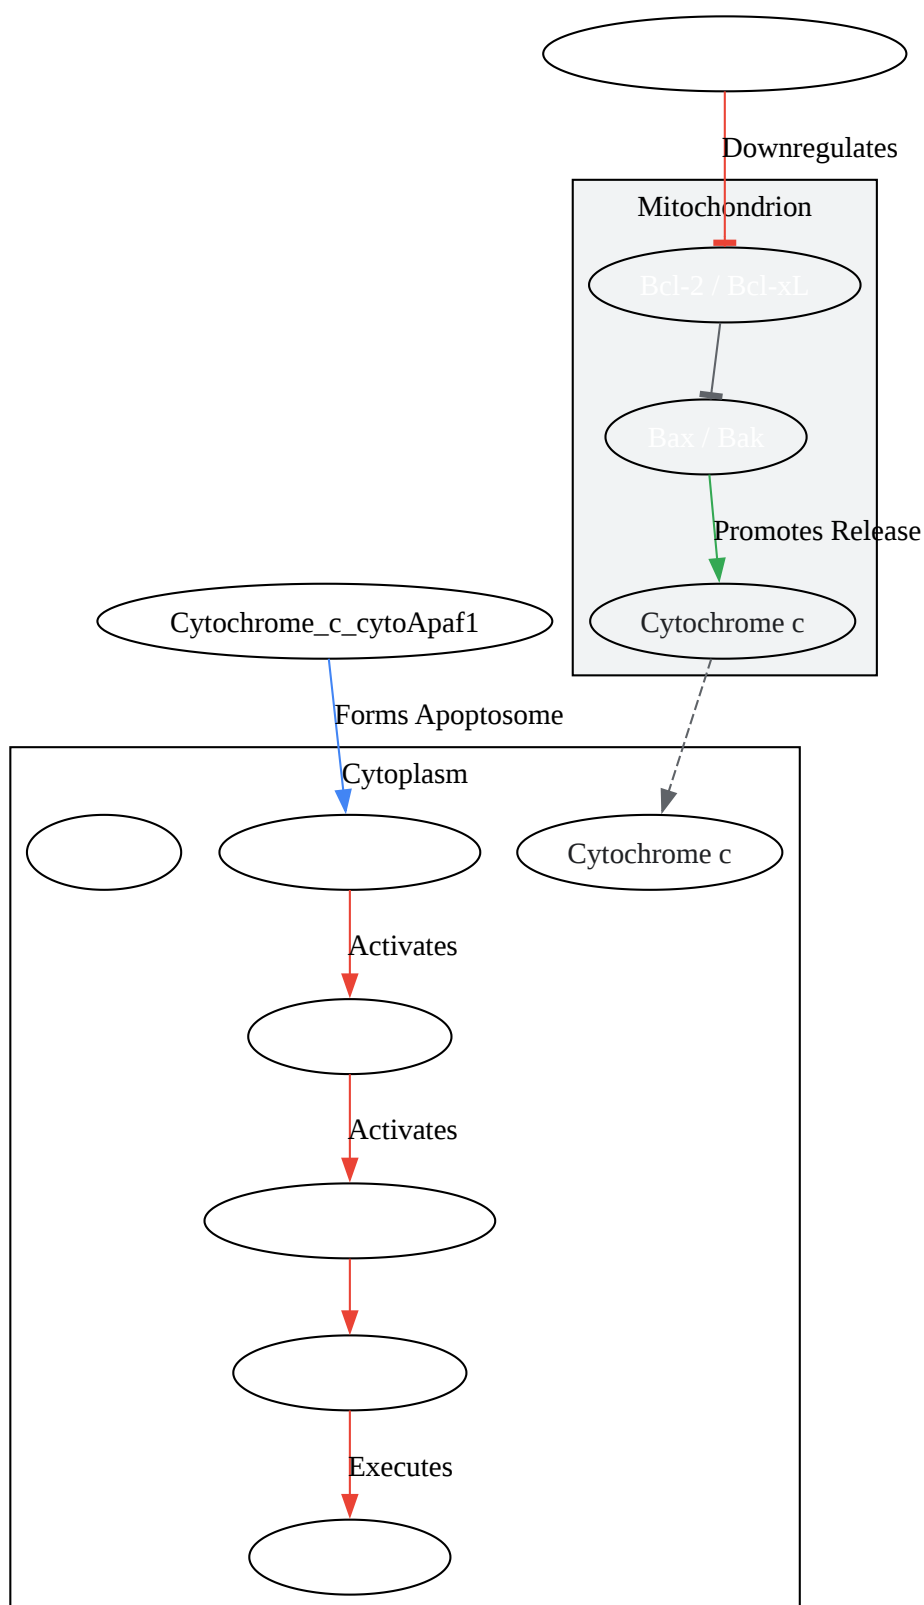 Downregulates
Mitochondrion
Bcl-2 / Bcl-xL
Bax / Bak
Promotes Release
Cytochrome_c_cytoApaf1
Cytochrome c
Forms Apoptosome
Cytoplasm
Cytochrome c
Activates
Activates
Executes